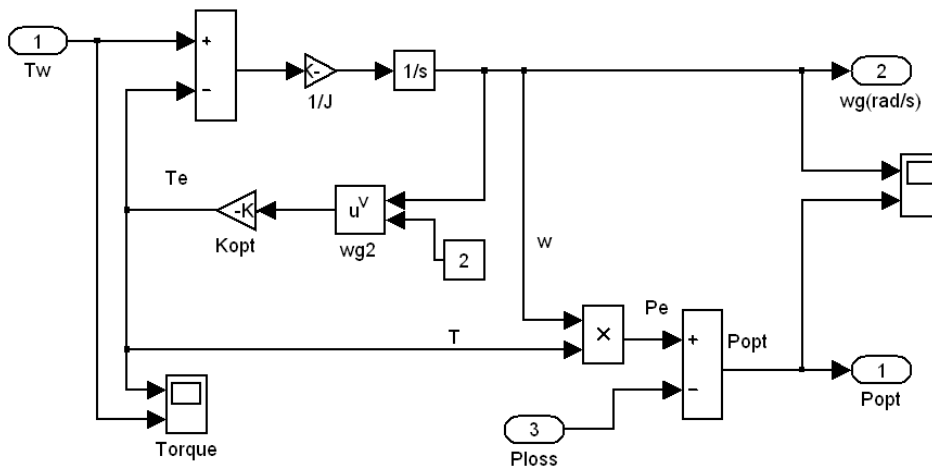 1
Tw
+
−
K-
1/J
1/s
2
wg(rad/s)
Te
-K
Kopt
u^v
wg2
2
w
T
×
Pe
+
−
Popt
1
Popt
3
Ploss
Torque